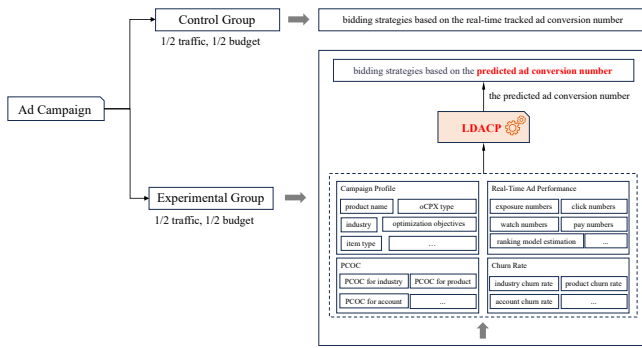 Control Group
1/2 traffic, 1/2 budget
bidding strategies based on the real-time tracked ad conversion number
Ad Campaign
Experimental Group
1/2 traffic, 1/2 budget
bidding strategies based on the predicted ad conversion number
the predicted ad conversion number
LDACP
Campaign Profile
product name
oCPX type
industry
optimization objectives
item type
...
Real-Time Ad Performance
exposure numbers
click numbers
watch numbers
pay numbers
ranking model estimation
...
PCOC
PCOC for industry
PCOC for product
PCOC for account
...
Churn Rate
industry churn rate
product churn rate
account churn rate
...